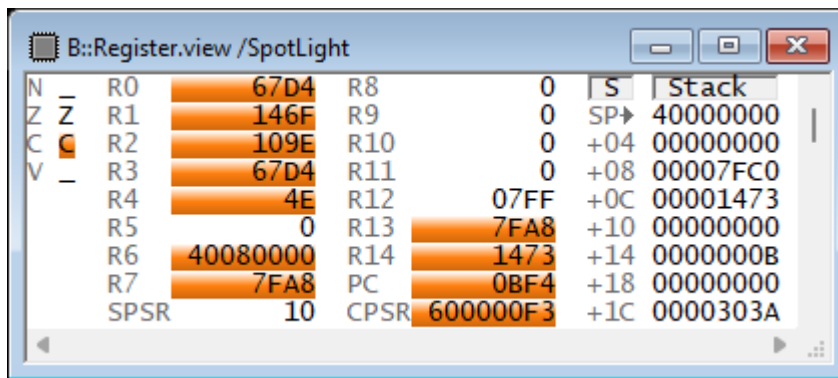 B::Register.view /SpotLight
N _ R0 67D4 R8 0 S Stack
Z Z R1 146F R9 0 SP 40000000
C C R2 109E R10 0 +04 00000000
V _ R3 67D4 R11 0 +08 00007FC0
R4 4E R12 07FF +0C 00001473
R5 0 R13 7FA8 +10 00000000
R6 40080000 R14 1473 +14 0000000B
R7 7FA8 PC 0BF4 +18 00000000
SPSR 10 CPSR 600000F3 +1C 0000303A